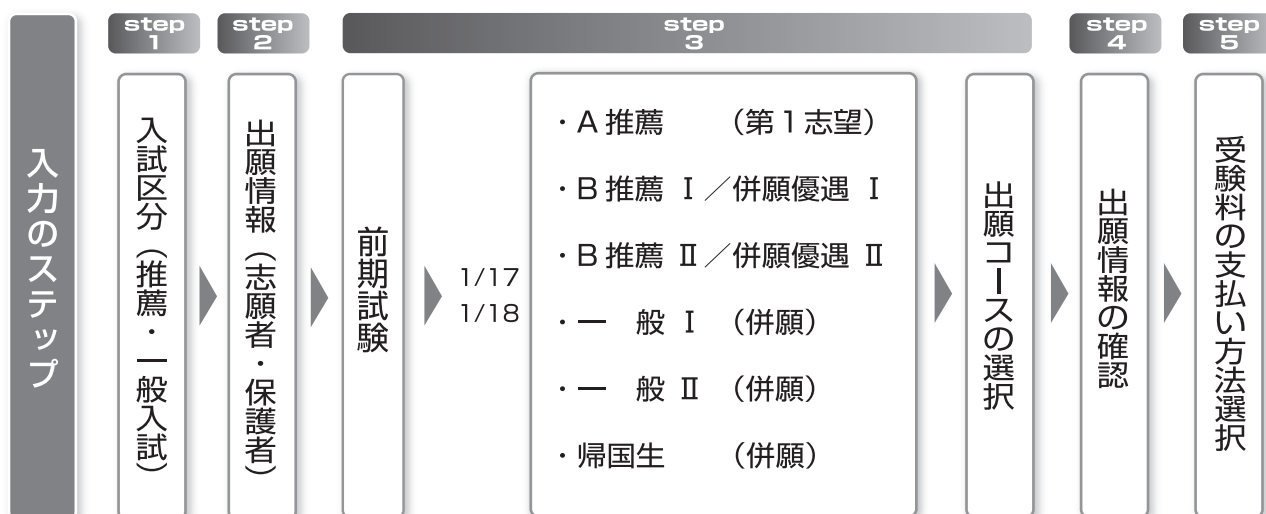 入力のステップ
step
1
入試区分（推薦・一般入試）
step
2
出願情報（志願者・保護者）
step
3
前期試験
1/17
1/18
・A 推薦 （第１志望）
・B 推薦 Ⅰ ／併願優遇 Ⅰ
・B 推薦 Ⅱ ／併願優遇 Ⅱ
・一 般 Ⅰ （併願）
・一 般 Ⅱ （併願）
・帰国生 （併願）
出願コースの選択
step
4
出願情報の確認
step
5
受験料の支払い方法選択